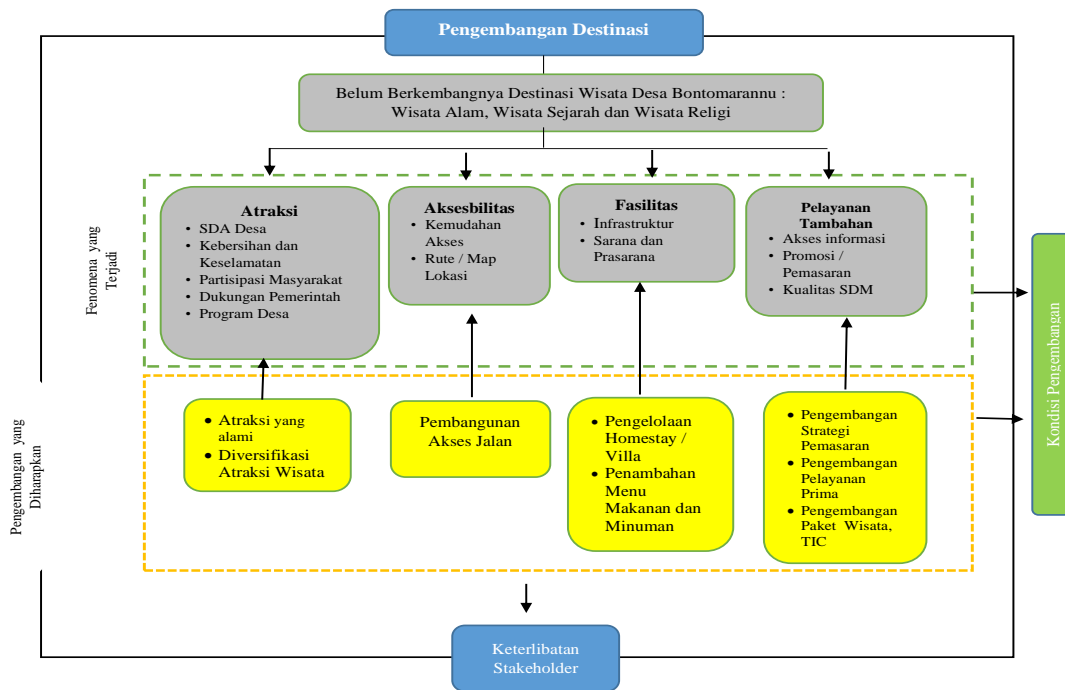 Pengembangan Destinasi
Belum Berkembangnya Destinasi Wisata Desa Bontomarannu :
Wisata Alam, Wisata Sejarah dan Wisata Religi
Fenomena yang
Terjadi
Atraksi
• SDA Desa
• Kebersihan dan
Keselamatan
• Partisipasi Masyarakat
• Dukungan Pemerintah
• Program Desa
Aksesbilitas
• Kemudahan
Akses
• Rute / Map
Lokasi
Fasilitas
• Infrastruktur
• Sarana dan
Prasarana
Pelayanan
Tambahan
• Akses informasi
• Promosi /
Pemasaran
• Kualitas SDM
Kondisi Pengembangan
Pengembangan yang
Diharapkan
• Atraksi yang
alami
• Diversifikasi
Atraksi Wisata
Pembangunan
Akses Jalan
• Pengelolaan
Homestay /
Villa
• Penambahan
Menu
Makanan dan
Minuman
• Pengembangan
Strategi
Pemasaran
• Pengembangan
Pelayanan
Prima
• Pengembangan
Paket Wisata,
TIC
Keterlibatan
Stakeholder